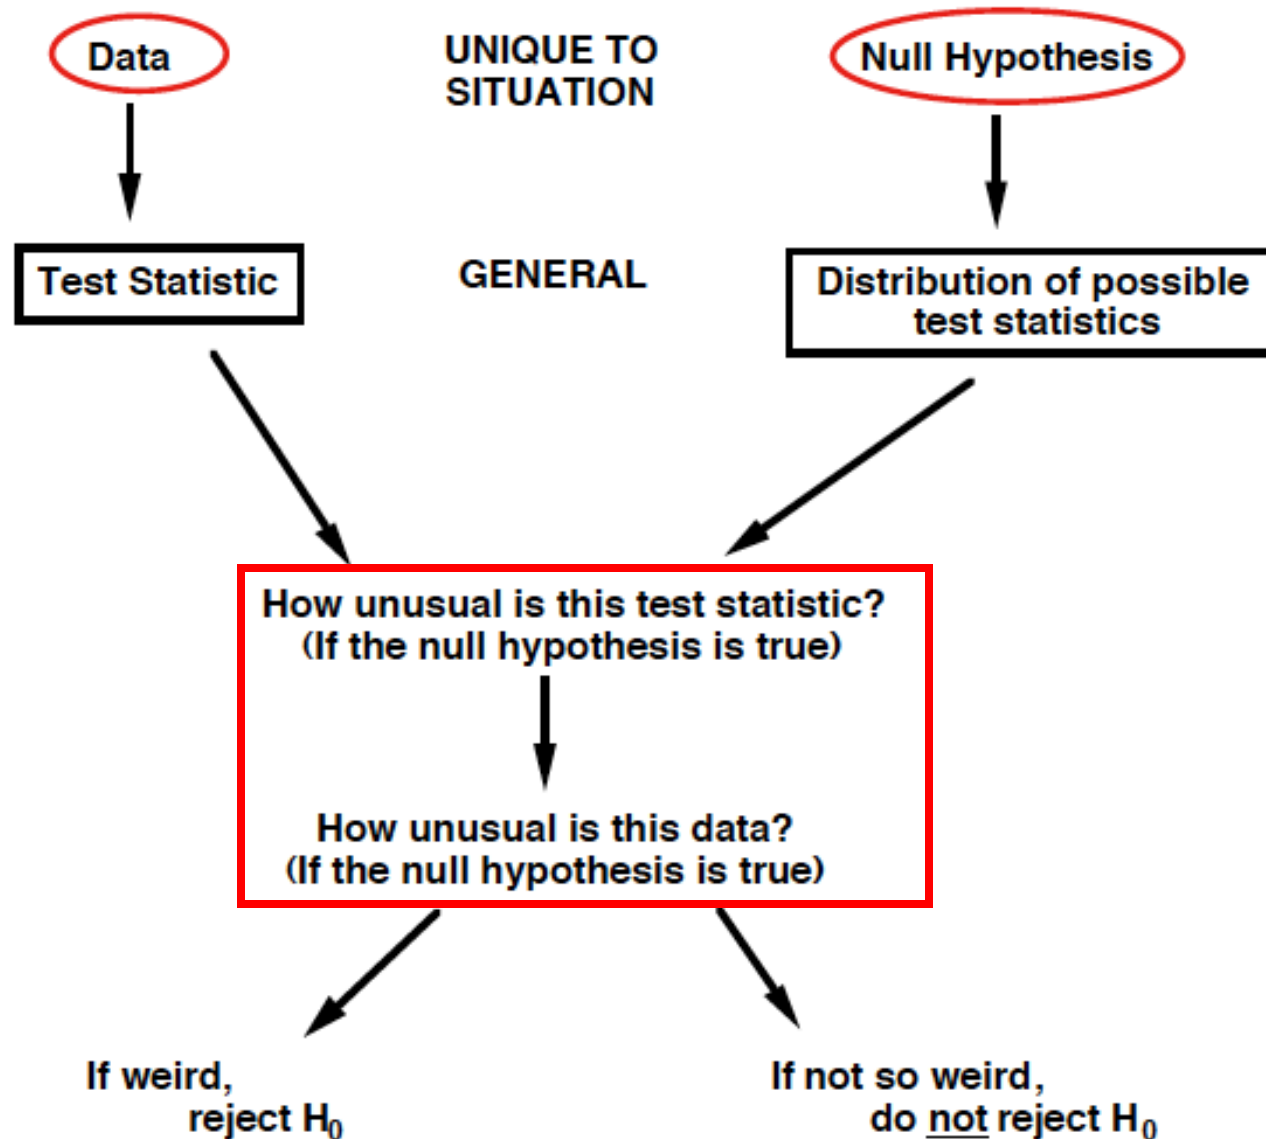 Data
UNIQUE TO
SITUATION
Null Hypothesis
Test Statistic
GENERAL
Distribution of possible
test statistics
How unusual is this test statistic?
(If the null hypothesis is true)
How unusual is this data?
(If the null hypothesis is true)
If weird,
reject H₀
If not so weird,
do not reject H₀